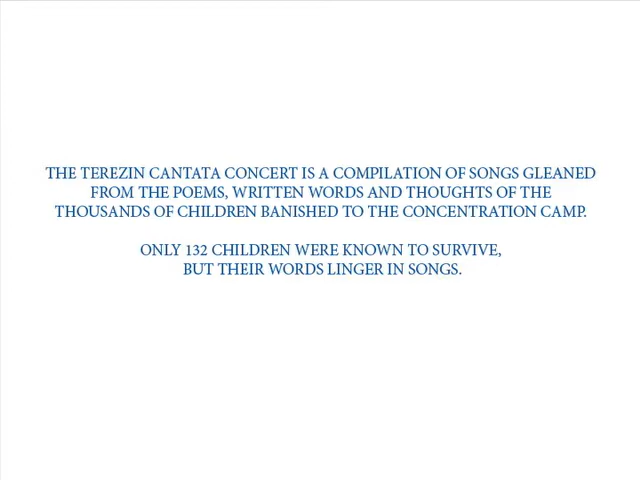 THE TEREZIN CANTATA CONCERT IS A COMPILATION OF SONGS GLEANED
FROM THE POEMS, WRITTEN WORDS AND THOUGHTS OF THE
THOUSANDS OF CHILDREN BANISHED TO THE CONCENTRATION CAMP.
ONLY 132 CHILDREN WERE KNOWN TO SURVIVE,
BUT THEIR WORDS LINGER IN SONGS.